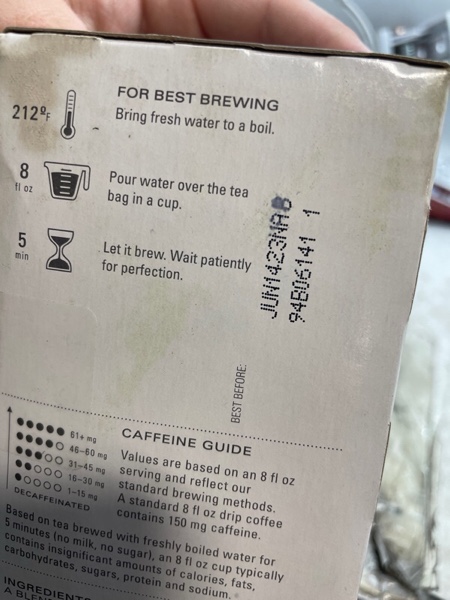 FOR BEST BREWING
212°F
Bring fresh water to a boil.
8
fl oz
Pour water over the tea
bag in a cup.
5
min
Let it brew. Wait patiently
for perfection.
BEST BEFORE:
94B06141 1
CAFFEINE GUIDE
61+ mg
46-60 mg
31-45 mg
16-30 mg
1-15 mg
DECAFFEINATED
Values are based on an 8 fl oz
serving and reflect our
standard brewing methods.
A standard 8 fl oz drip coffee
contains 150 mg caffeine.
Based on tea brewed with freshly boiled water for
5 minutes (no milk, no sugar), an 8 fl oz cup typically
contains insignificant amounts of calories, fats,
carbohydrates, sugars, protein and sodium.
INGREDIENTS
A BLEN